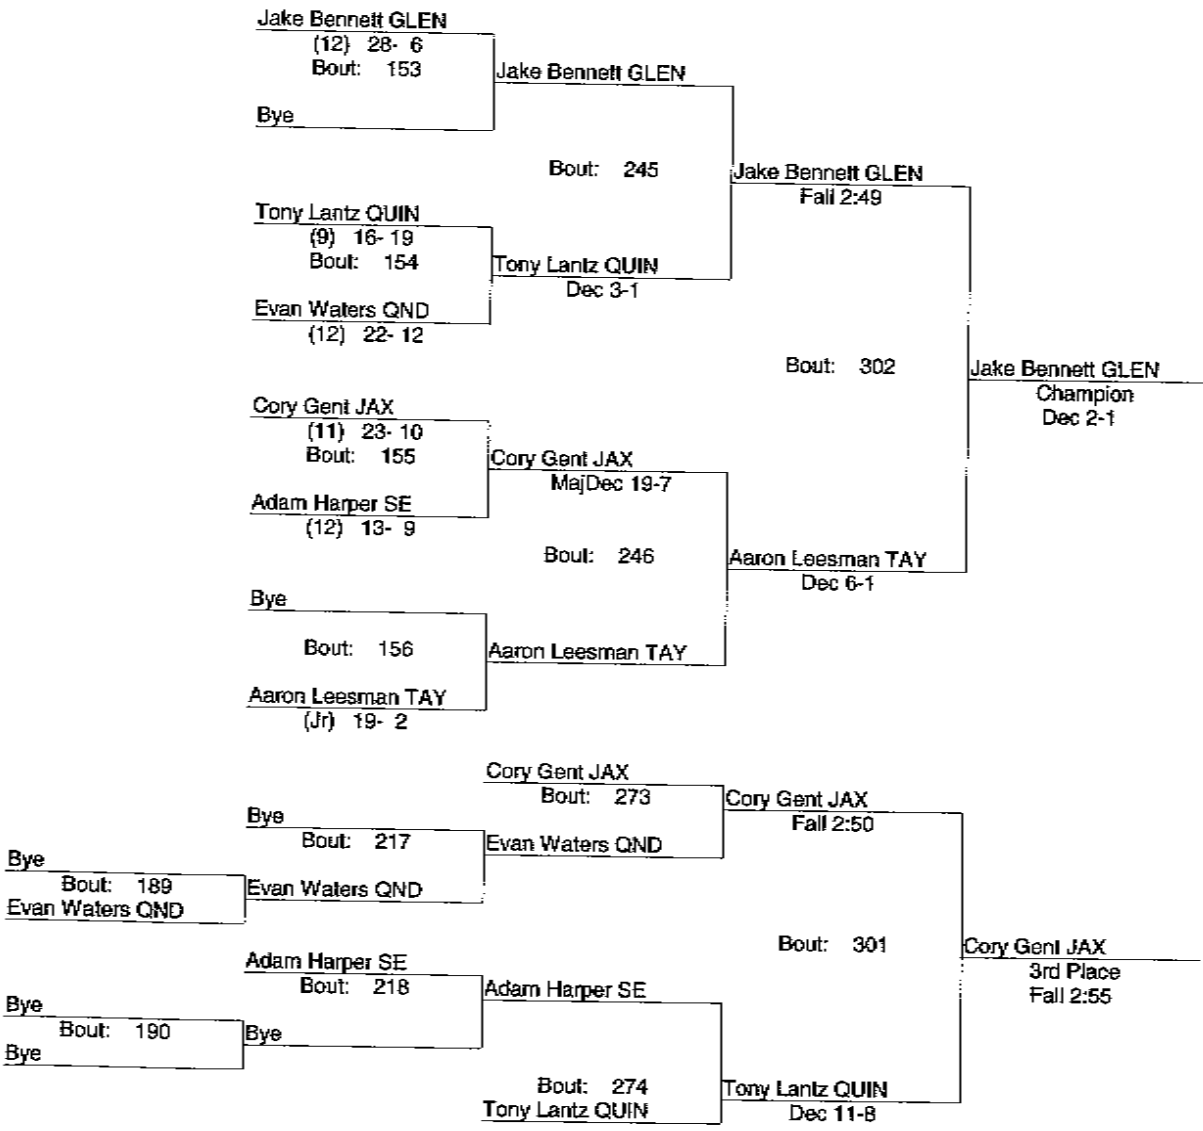 Jake Bennett GLEN
(12) 28- 6
Bout: 153
Jake Bennett GLEN
Bye
Bout: 245
Jake Bennett GLEN
Fall 2:49
Tony Lantz QUIN
(9) 16- 19
Bout: 154
Tony Lantz QUIN
Dec 3-1
Evan Waters QND
(12) 22- 12
Bout: 302
Jake Bennett GLEN
Champion
Dec 2-1
Cory Gent JAX
(11) 23- 10
Bout: 155
Cory Gent JAX
MajDec 19-7
Adam Harper SE
(12) 13- 9
Bout: 246
Aaron Leesman TAY
Dec 6-1
Bye
Bout: 156
Aaron Leesman TAY
Aaron Leesman TAY
(Jr) 19- 2
Cory Gent JAX
Bout: 273
Cory Gent JAX
Fall 2:50
Bye
Bout: 217
Evan Waters QND
Bye
Bout: 189
Evan Waters QND
Evan Waters QND
Bout: 301
Cory Gent JAX
3rd Place
Fall 2:55
Adam Harper SE
Bout: 218
Adam Harper SE
Bye
Bout: 190
Bye
Bye
Bout: 274
Tony Lantz QUIN
Tony Lantz QUIN
Dec 11-8